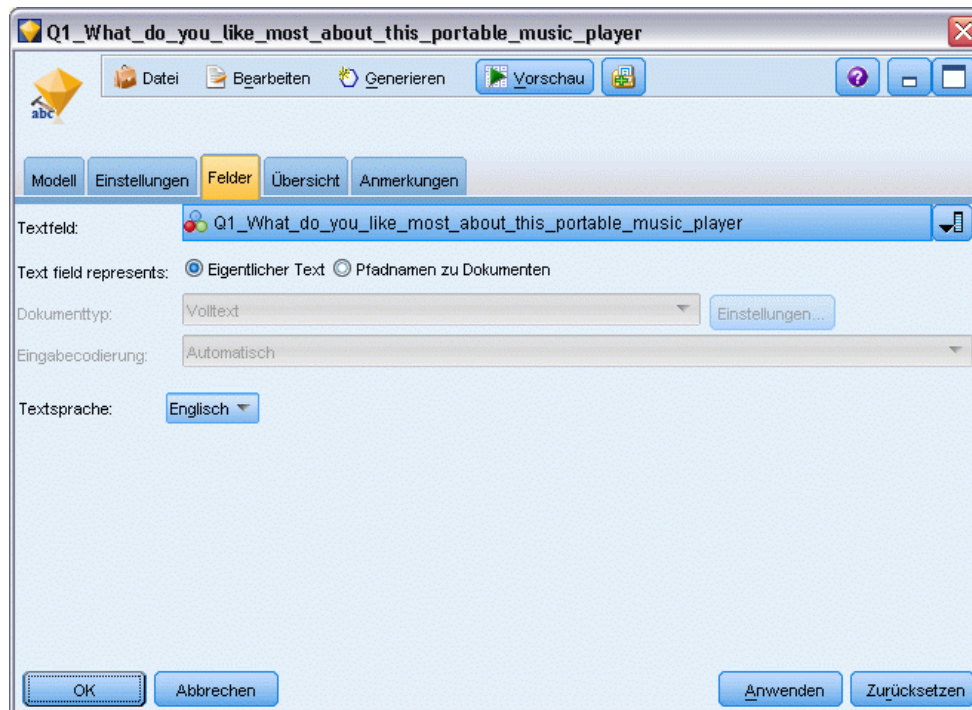 Q1_What_do_you_like_most_about_this_portable_music_player
abc
Datei Bearbeiten Generieren Vorschau ?
Modell Einstellungen Felder Übersicht Anmerkungen
Textfeld: Q1_What_do_you_like_most_about_this_portable_music_player
Text field represents: Eigentlicher Text Pfadnamen zu Dokumenten
Dokumenttyp: Volltext Einstellungen...
Eingabecodierung: Automatisch
Textsprache: Englisch
OK Abbrechen Anwenden Zurücksetzen